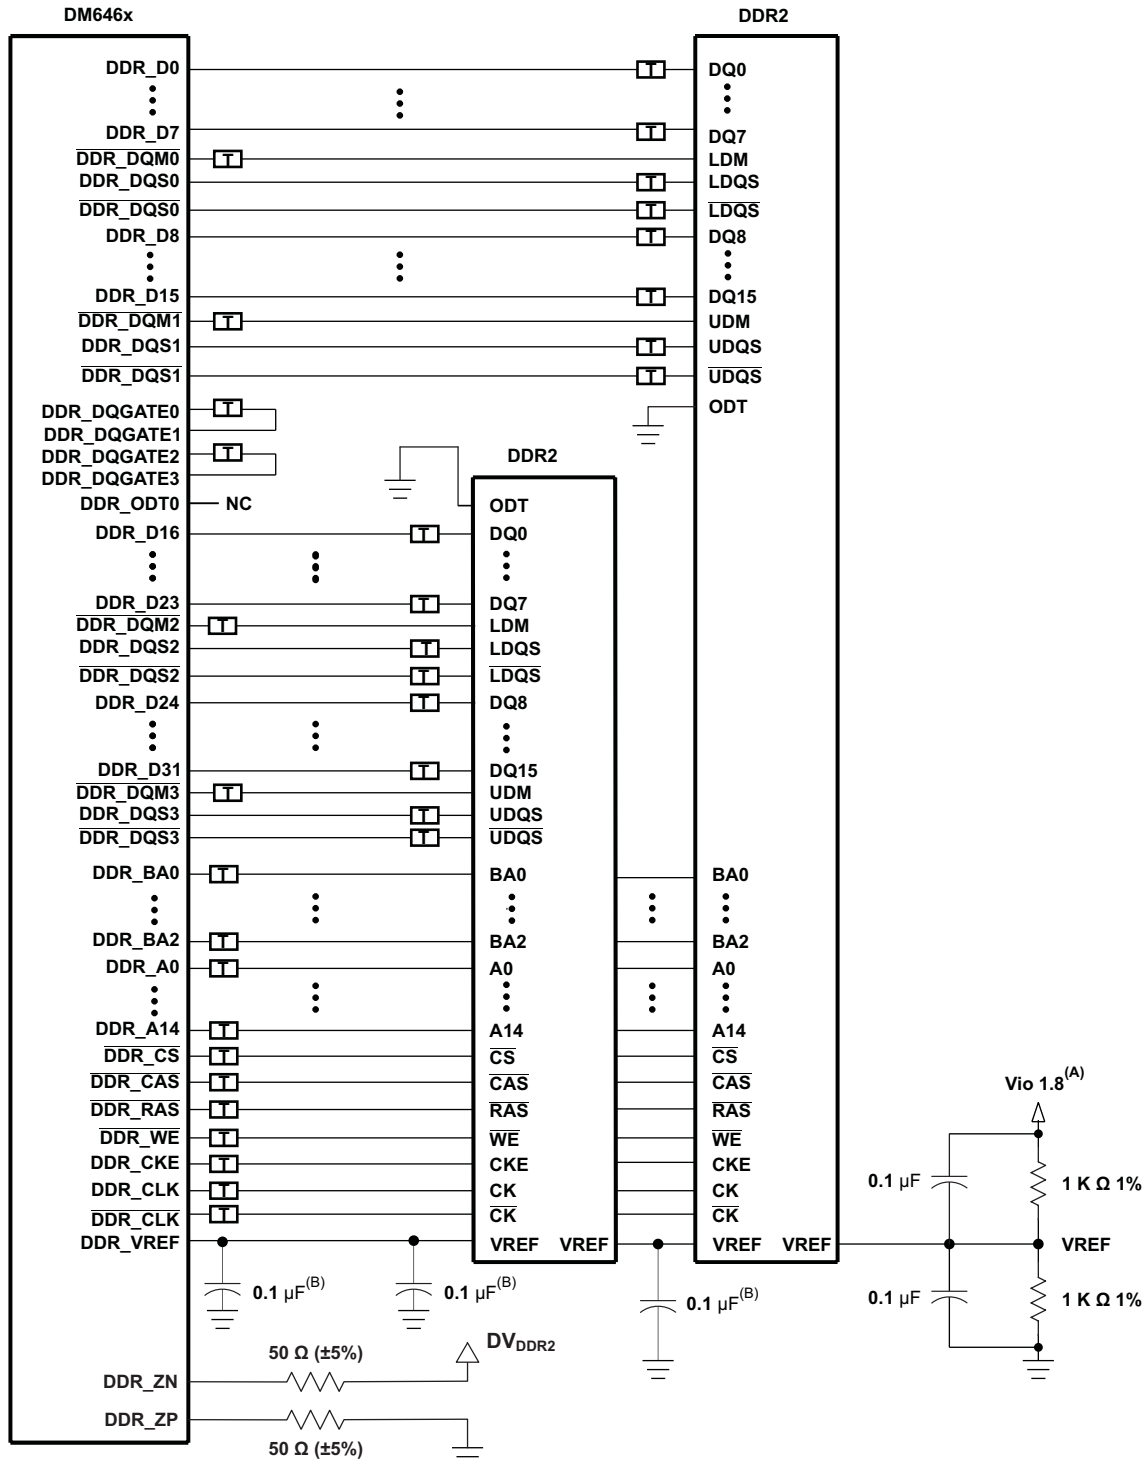 DM646x DDR2
DDR_D0 T DQ0
DDR_D7 T DQ7
DDR_DQM0 T LDM
DDR_DQS0 T LDQS
DDR_DQS0 T LDQS
DDR_D8 T DQ8
DDR_D15 T DQ15
DDR_DQM1 T UDM
DDR_DQS1 T UDQS
DDR_DQS1 T UDQS
DDR_DQGATE0 T ODT
DDR_DQGATE1
DDR_DQGATE2 T DDR2
DDR_DQGATE3
DDR_ODT0 NC ODT
DDR_D16 T DQ0
DDR_D23 T DQ7
DDR_DQM2 T LDM
DDR_DQS2 T LDQS
DDR_DQS2 T LDQS
DDR_D24 T DQ8
DDR_D31 T DQ15
DDR_DQM3 T UDM
DDR_DQS3 T UDQS
DDR_DQS3 T UDQS
DDR_BA0 T BA0 BA0
DDR_BA2 T BA2 BA2
DDR_A0 T A0 A0
DDR_A14 T A14 A14
DDR_CS T CS CS
DDR_CAS T CAS CAS Vio 1.8(A)
DDR_RAS T RAS RAS
DDR_WE T WE WE
DDR_CKE T CKE CKE
DDR_CLK T CK CK 0.1 µF 1 K Ω 1%
DDR_CLK T CK CK
DDR_VREF VREF VREF VREF VREF VREF
0.1 µF(B) 0.1 µF(B) 0.1 µF(B) 0.1 µF 1 K Ω 1%
50 Ω (±5%) DVDDR2
DDR_ZN
DDR_ZP
50 Ω (±5%)